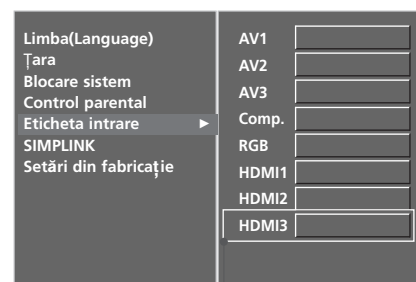 Limba(Language)
Țara
Blocare sistem
Control parental
Eticheta intrare ►
SIMPLINK
Setări din fabricație
AV1
AV2
AV3
Comp.
RGB
HDMI1
HDMI2
HDMI3